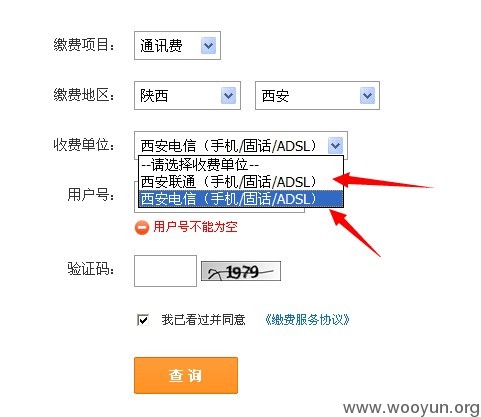 缴费项目： 通讯费
缴费地区： 陕西 西安
收费单位： 西安电信（手机/固话/ADSL）
--请选择收费单位--
西安联通（手机/固话/ADSL）
西安电信（手机/固话/ADSL）
用户号：
用户号不能为空
验证码： 1979
我已看过并同意 《缴费服务协议》
查 询
www.wooyun.org